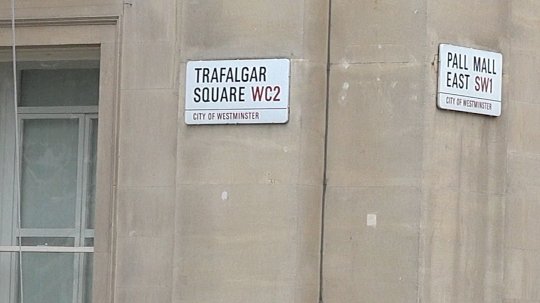 TRAFALGAR
SQUARE WC2
CITY OF WESTMINSTER
PALL MALL
EAST SW1
CITY OF WESTMINSTER